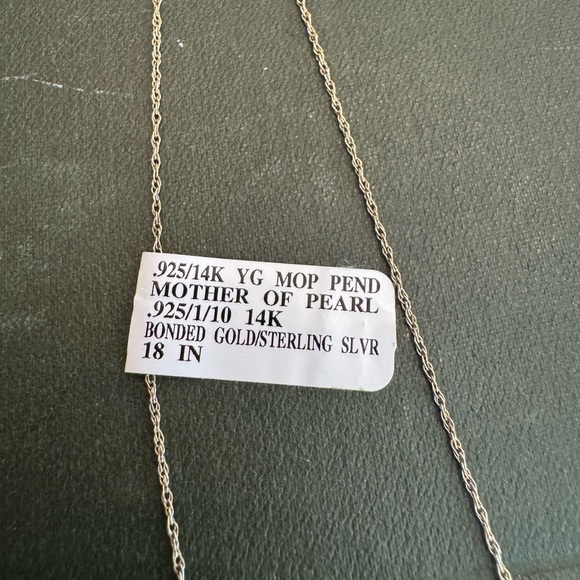 .925/14K YG MOP PEND
MOTHER OF PEARL
.925/1/10 14K
BONDED GOLD/STERLING SLVR
18 IN